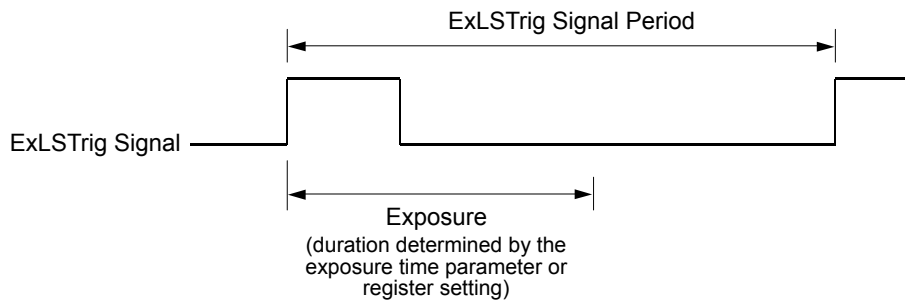 ExLSTrig Signal Period
ExLSTrig Signal
Exposure
(duration determined by the
exposure time parameter or
register setting)